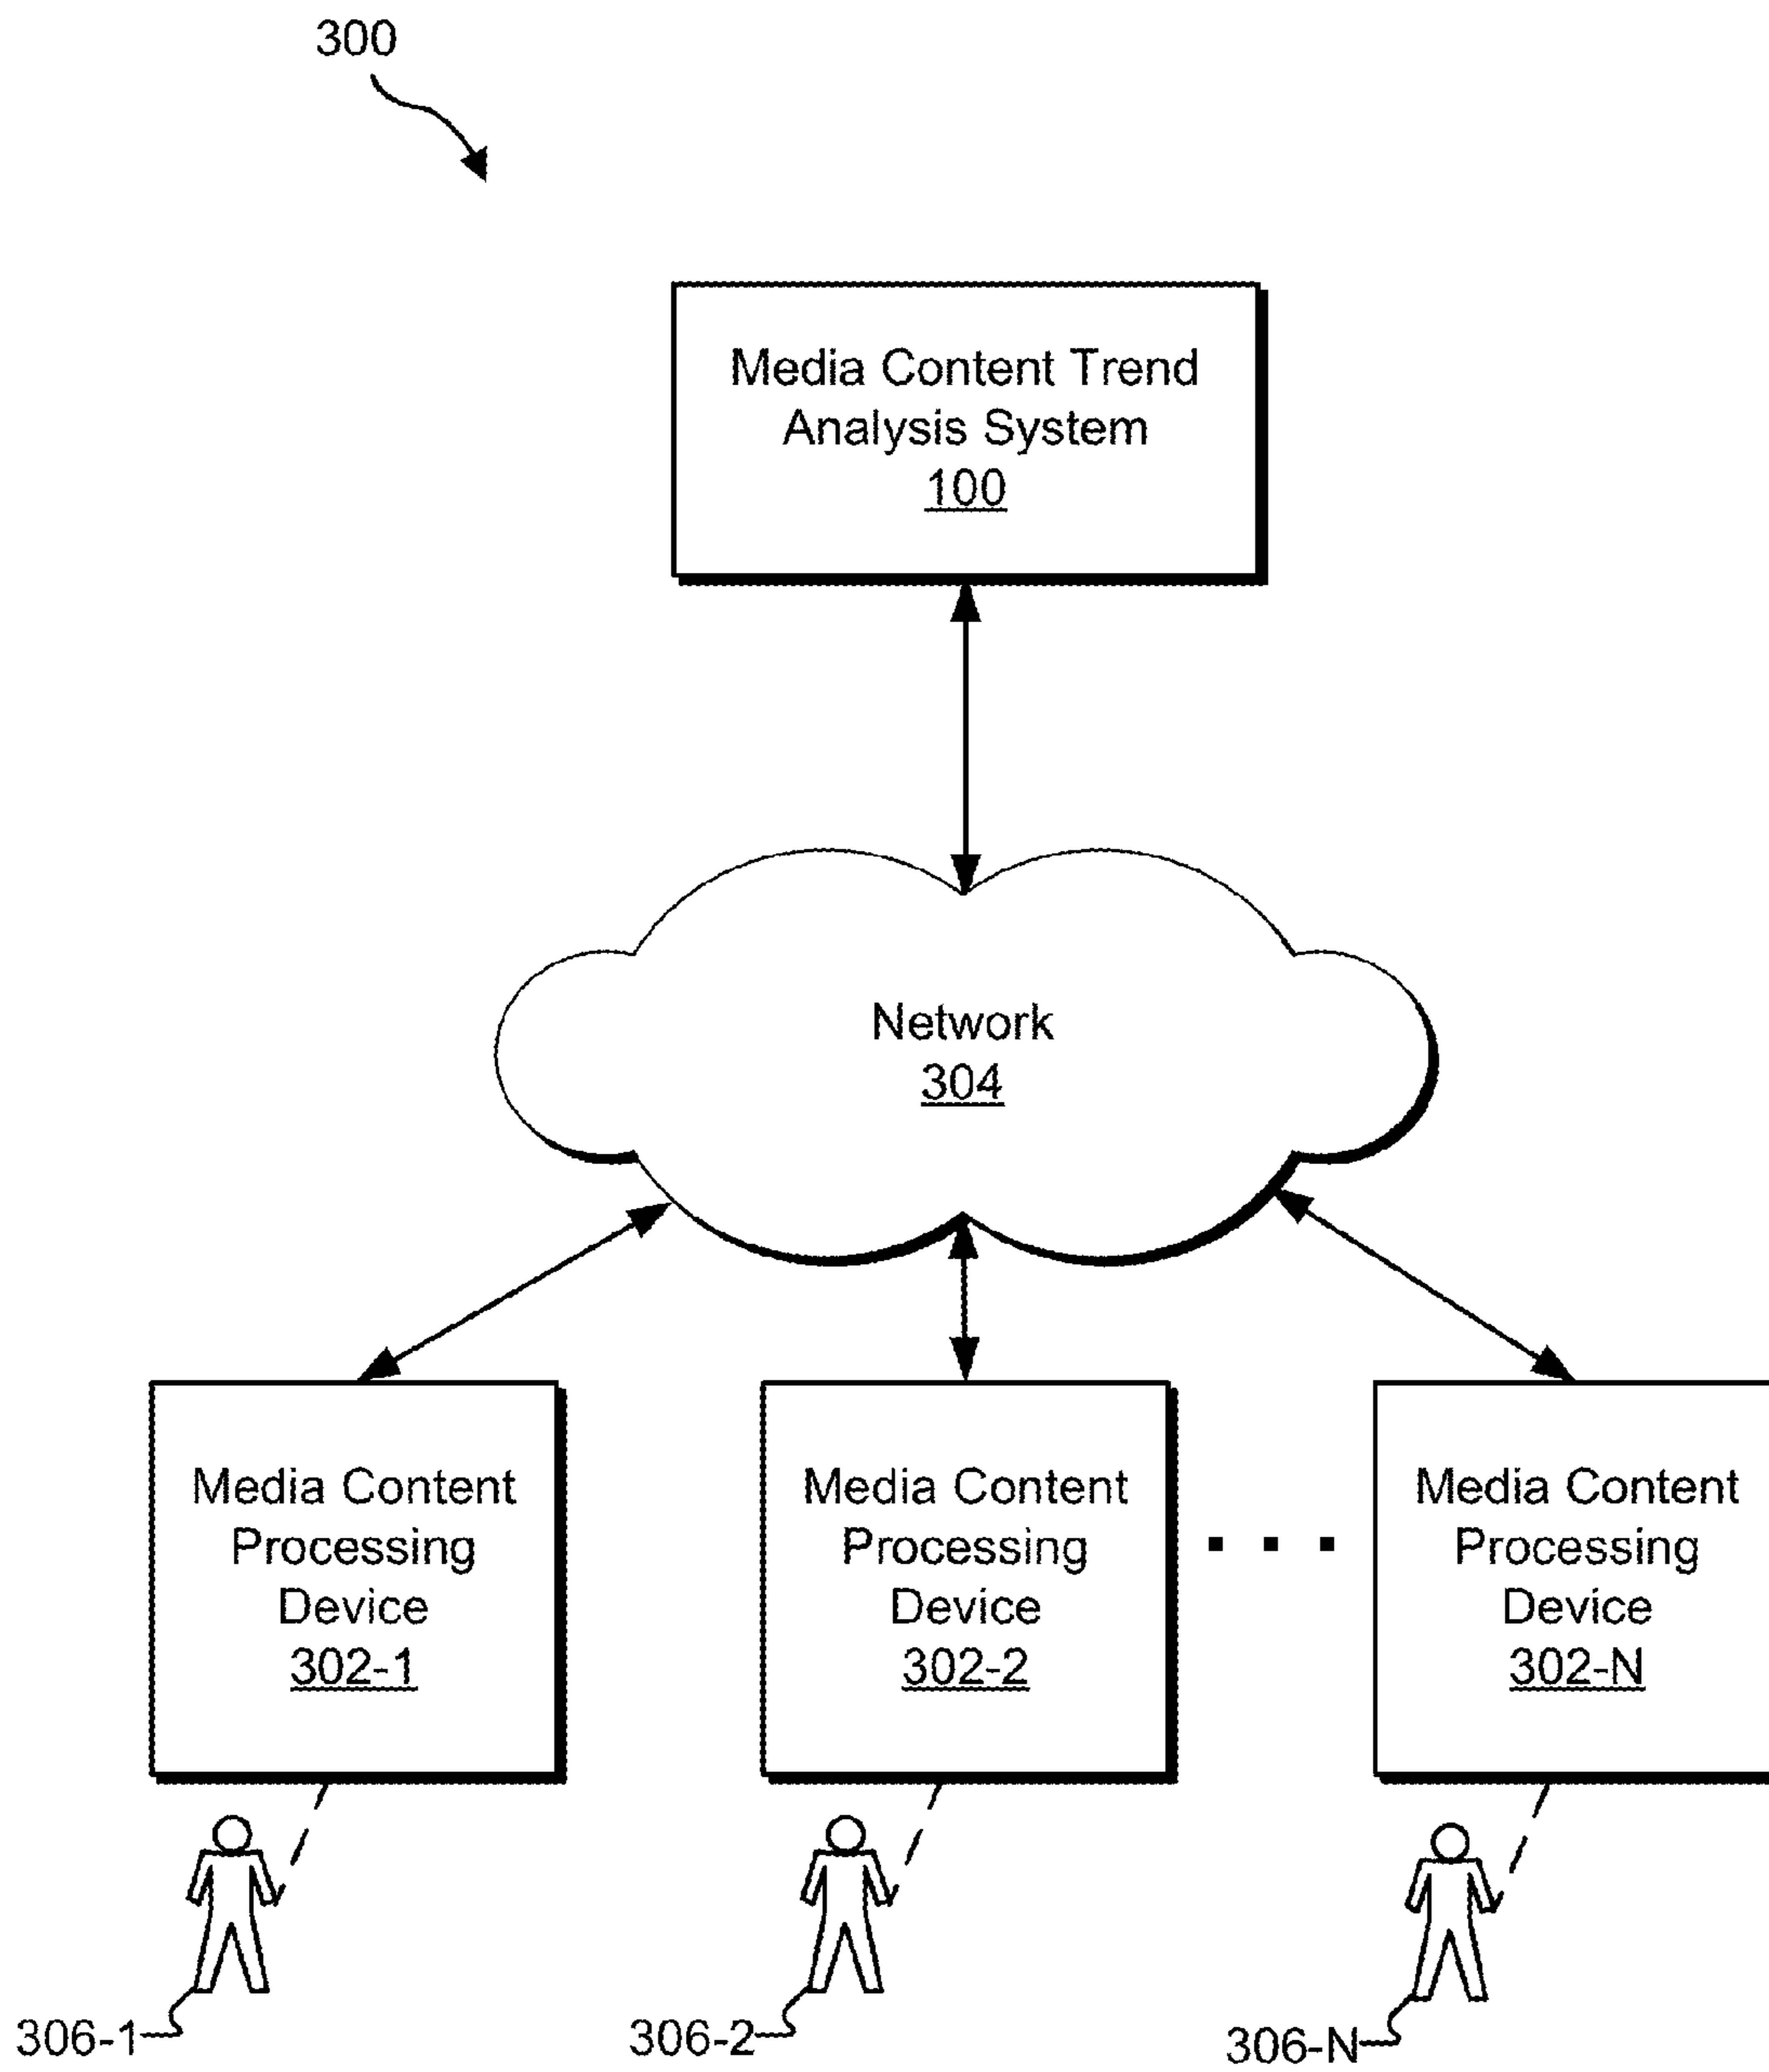 300
Media Content Trend
Analysis System
100
Network
304
Media Content
Processing
Device
302-1
Media Content
Processing
Device
302-2
Media Content
Processing
Device
302-N
306-1
306-2
306-N